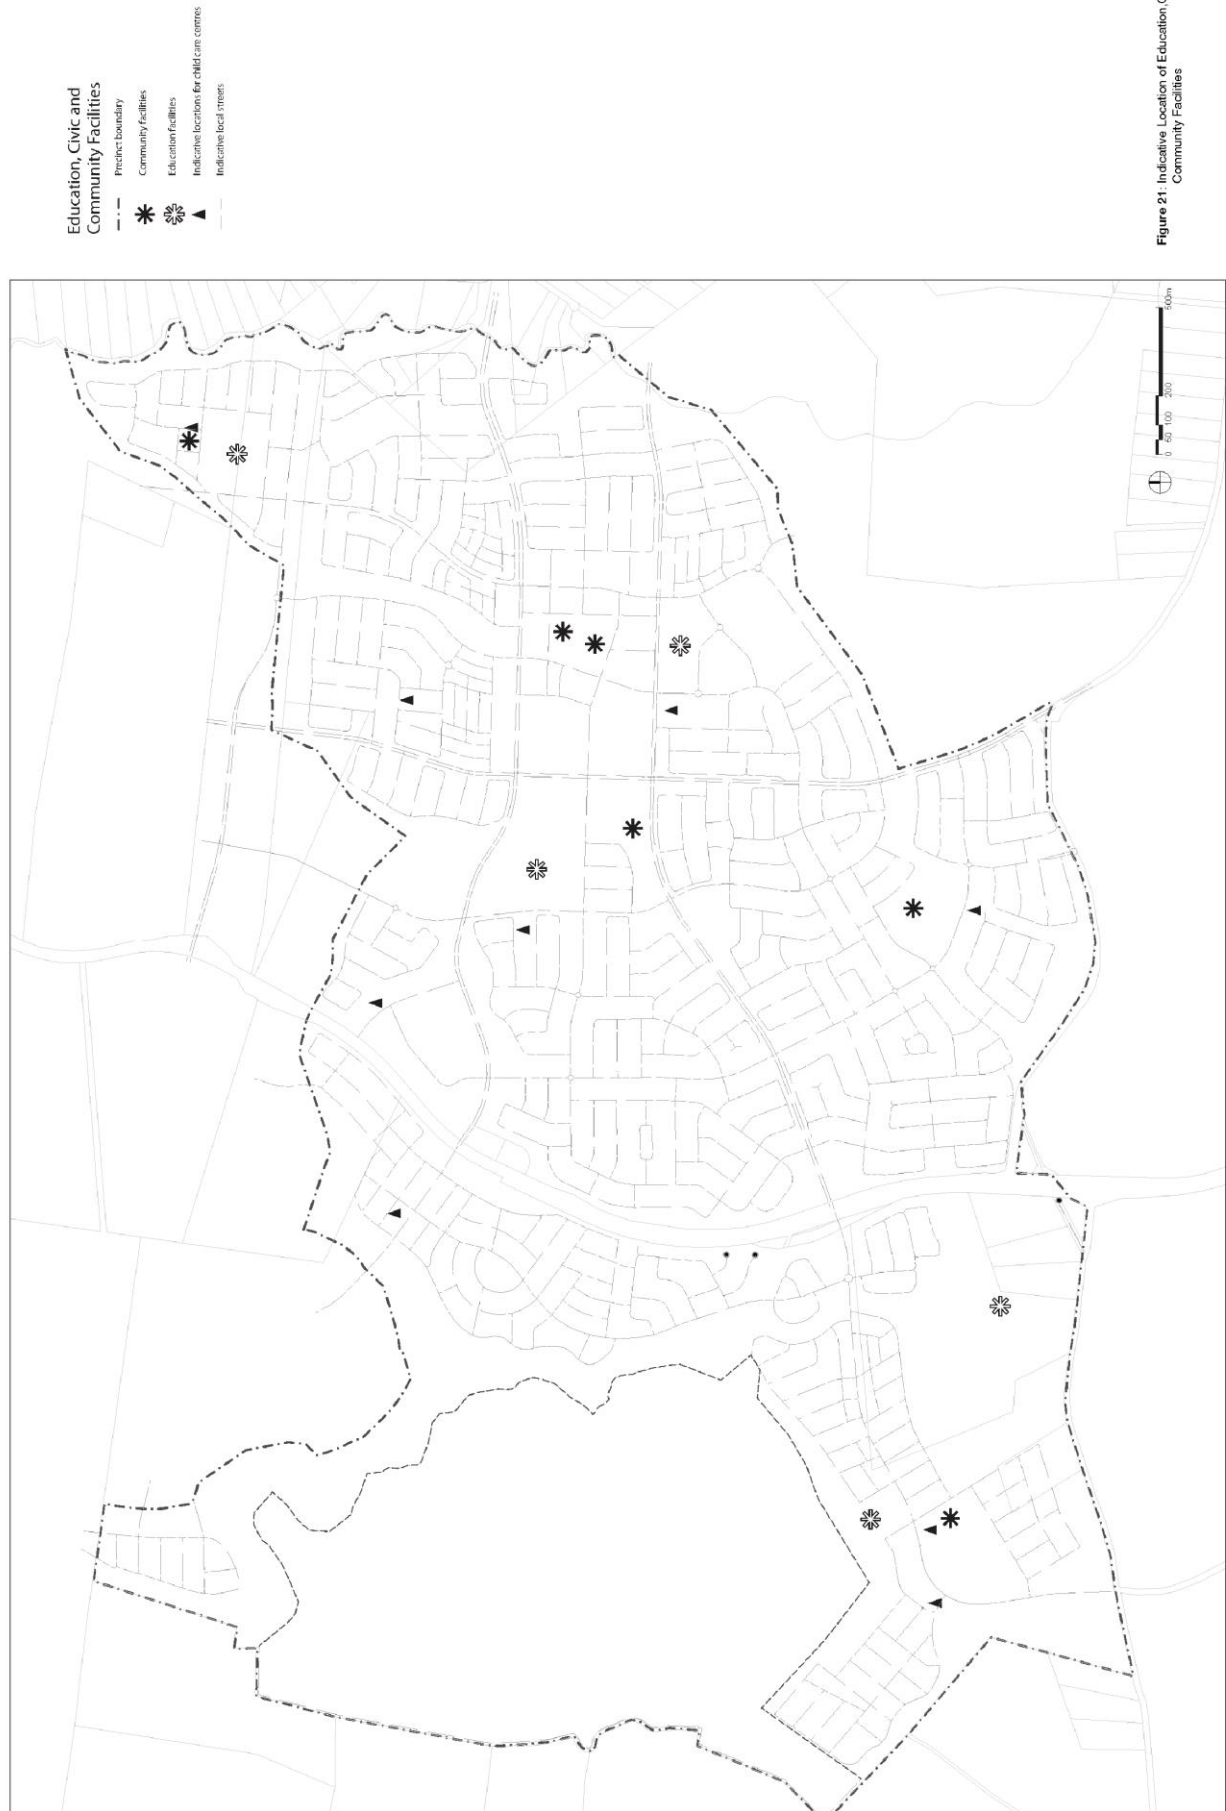 Education, Civic and
Community Facilities
Precinct boundary
Community facilities
Education facilities
Indicative locations for child care centres
Indicative local streets
0 50 100 200 500m
Figure 21: Indicative Location of Education,
Community Facilities